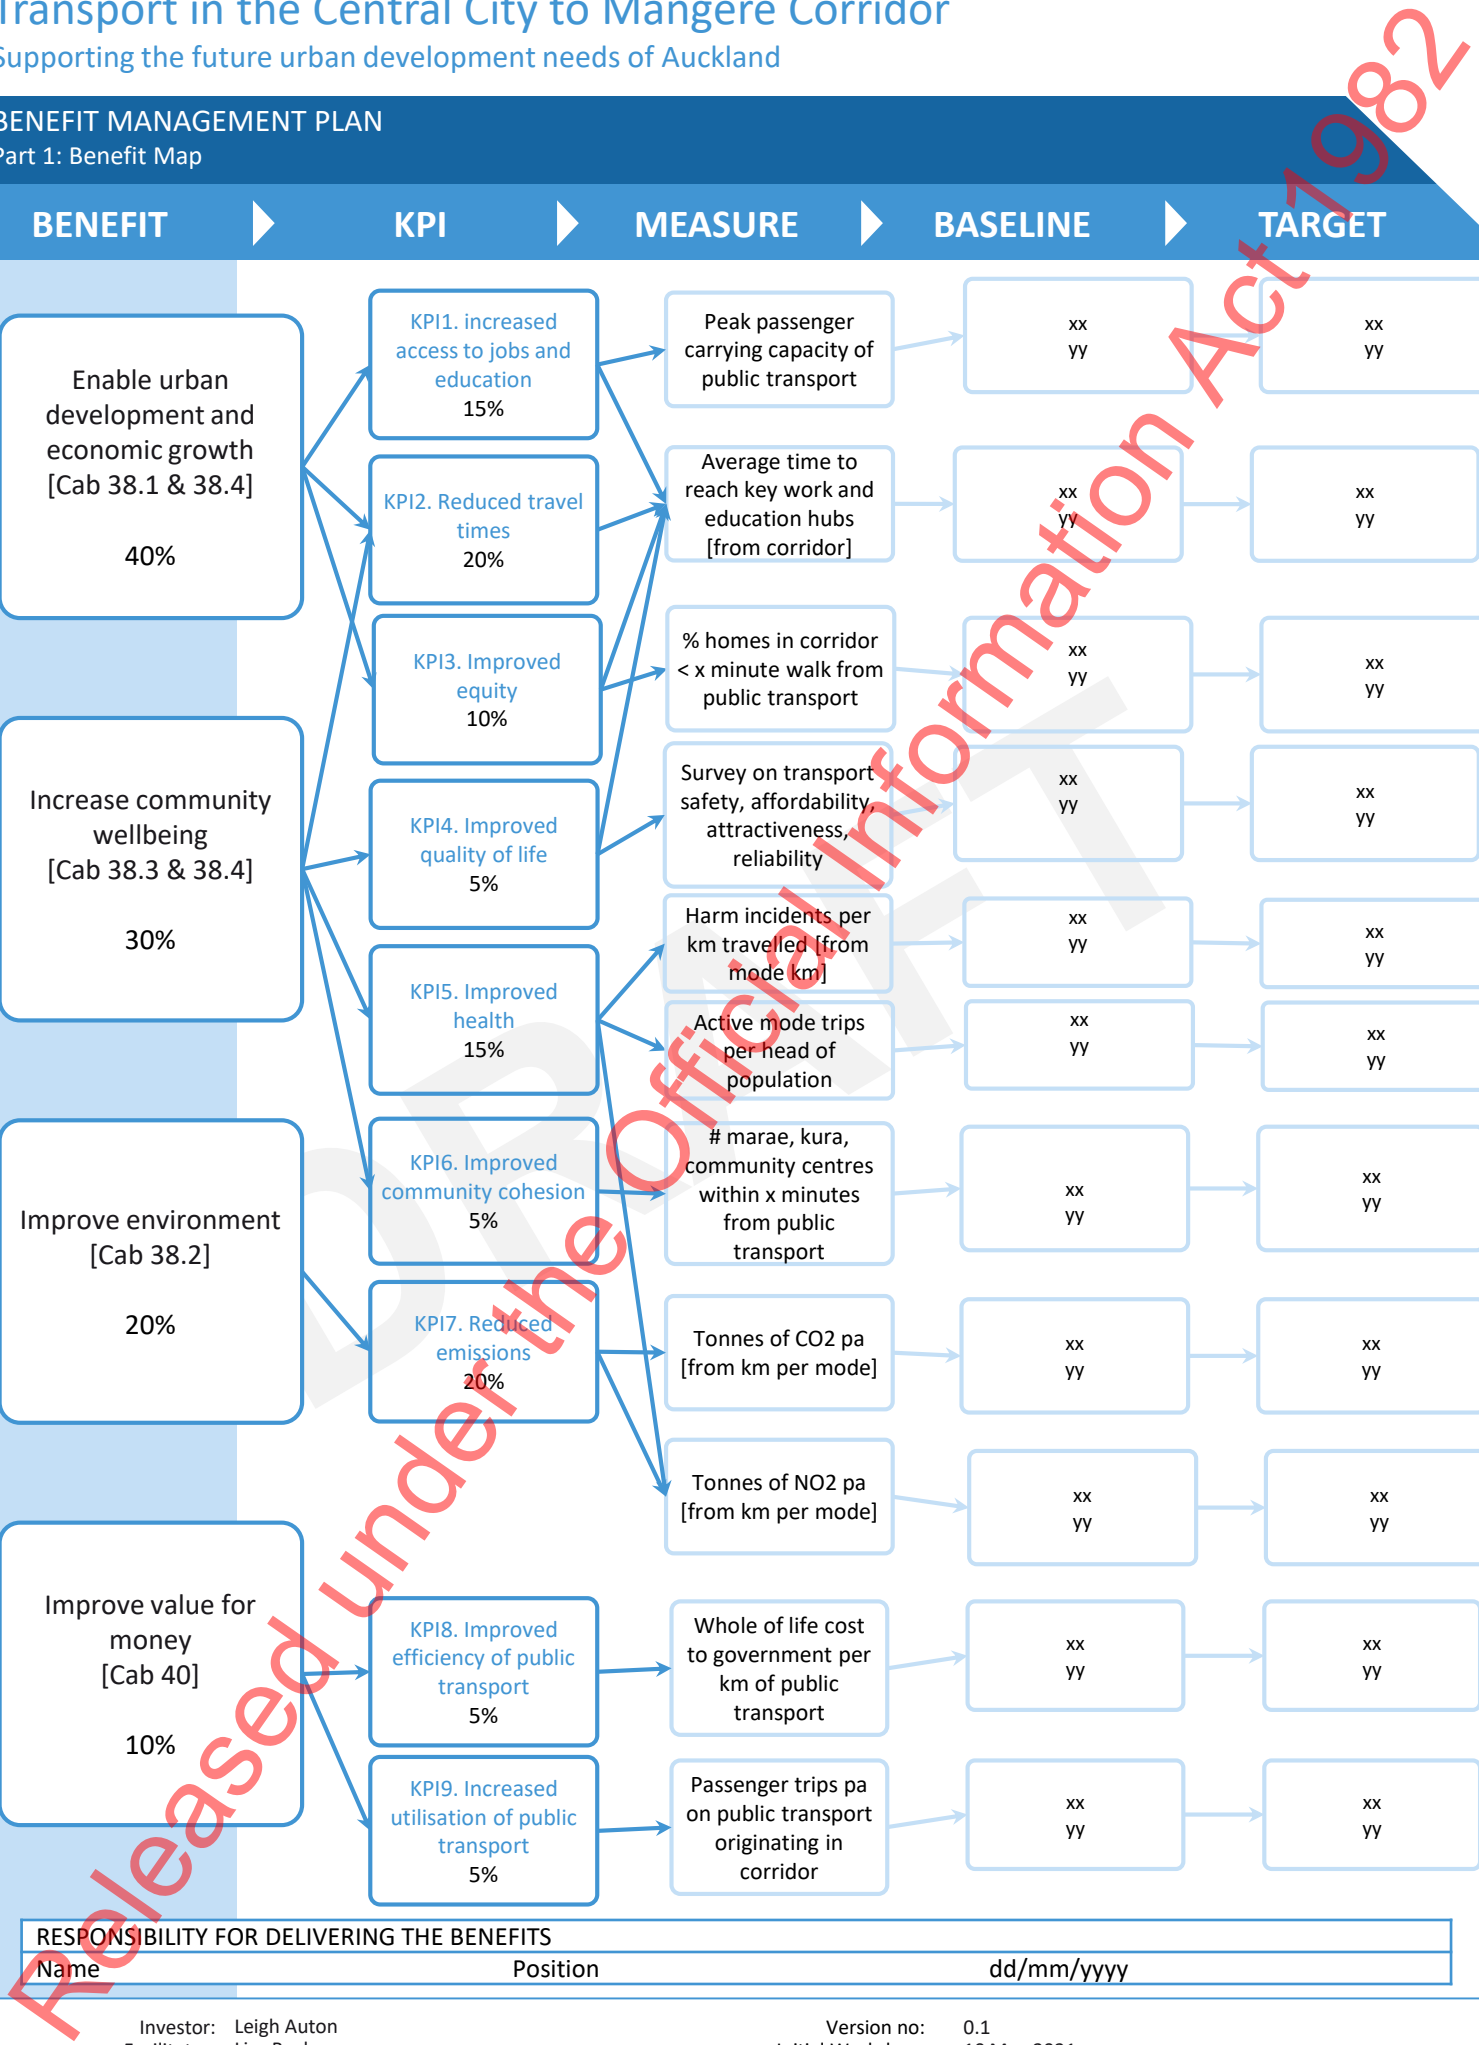 Transport in the Central City to Mangere Corridor
Supporting the future urban development needs of Auckland
BENEFIT MANAGEMENT PLAN
Part 1: Benefit Map
BENEFIT
KPI
MEASURE
BASELINE
TARGET
Enable urban
development and
economic growth
[Cab 38.1 & 38.4]
40%
Increase community
wellbeing
[Cab 38.3 & 38.4]
30%
Improve environment
[Cab 38.2]
20%
Improve value for
money
[Cab 40]
10%
KPI1. increased
access to jobs and
education
15%
KPI2. Reduced travel
times
20%
KPI3. Improved
equity
10%
KPI4. Improved
quality of life
5%
KPI5. Improved
health
15%
KPI6. Improved
community cohesion
5%
KPI7. Reduced
emissions
20%
KPI8. Improved
efficiency of public
transport
5%
KPI9. Increased
utilisation of public
transport
5%
Peak passenger
carrying capacity of
public transport
Average time to
reach key work and
education hubs
[from corridor]
% homes in corridor
< x minute walk from
public transport
Survey on transport
safety, affordability,
attractiveness,
reliability
Harm incidents per
km travelled [from
mode km]
Active mode trips
per head of
population
# marae, kura,
community centres
within x minutes
from public
transport
Tonnes of CO2 pa
[from km per mode]
Tonnes of NO2 pa
[from km per mode]
Whole of life cost
to government per
km of public
transport
Passenger trips pa
on public transport
originating in
corridor
xx
yy
xx
yy
xx
yy
xx
yy
xx
yy
xx
yy
xx
yy
xx
yy
xx
yy
xx
yy
xx
yy
xx
yy
xx
yy
xx
yy
xx
yy
xx
yy
xx
yy
xx
yy
xx
yy
xx
yy
xx
yy
xx
yy
DRAFT
Released under the Official Information Act 1982
RESPONSIBILITY FOR DELIVERING THE BENEFITS
Name Position dd/mm/yyyy
Investor: Leigh Auton
Version no: 0.1